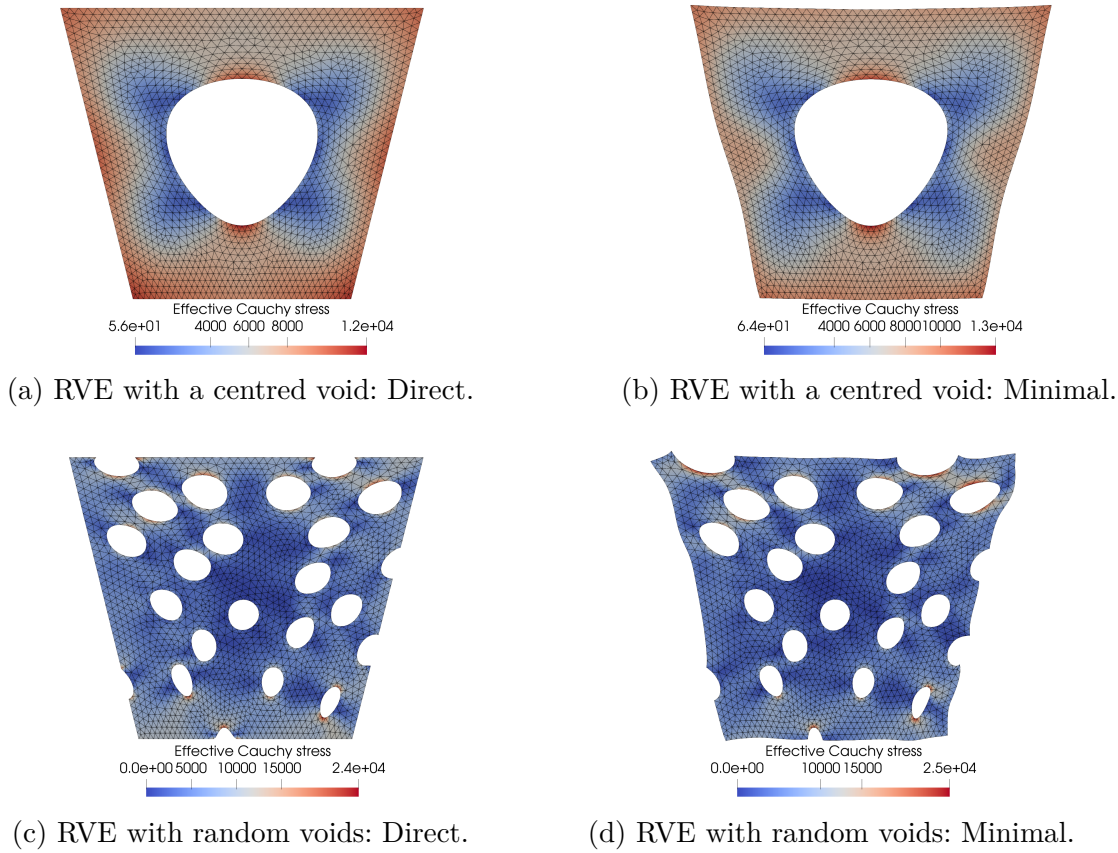 Effective Cauchy stress
5.6e+01 4000 6000 8000 1.2e+04
(a) RVE with a centred void: Direct.
Effective Cauchy stress
6.4e+01 4000 6000 8000 10000 1.3e+04
(b) RVE with a centred void: Minimal.
Effective Cauchy stress
0.0e+00 5000 10000 15000 2.4e+04
(c) RVE with random voids: Direct.
Effective Cauchy stress
0.0e+00 10000 15000 2.5e+04
(d) RVE with random voids: Minimal.